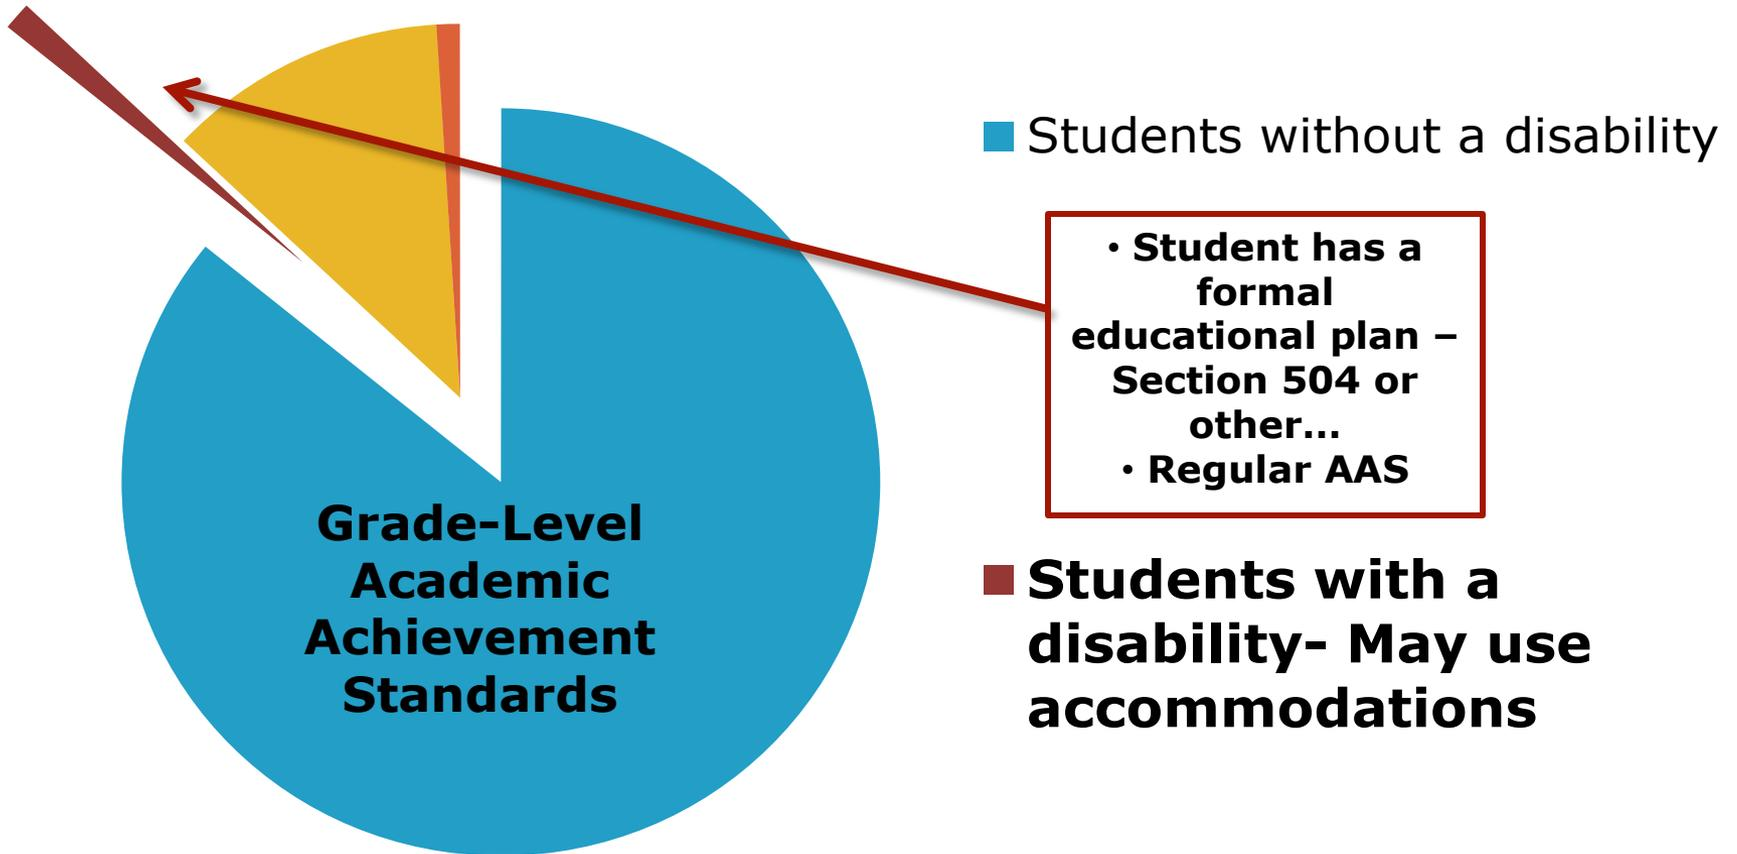 Students without a disability
• Student has a
formal
educational plan –
Section 504 or
other…
• Regular AAS
Grade-Level
Academic
Achievement
Standards
Students with a
disability- May use
accommodations